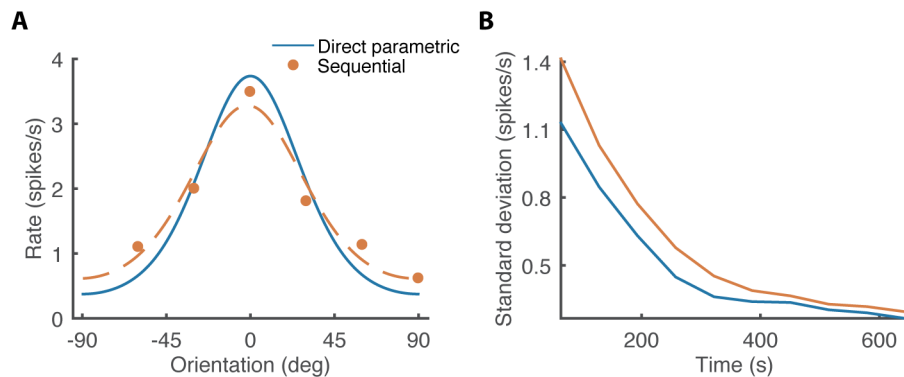 A
Direct parametric
Sequential
Rate (spikes/s)
4
3
2
1
0
-90
-45
0
45
90
Orientation (deg)
B
Standard deviation (spikes/s)
1.4
1.1
0.8
0.5
200
400
600
Time (s)